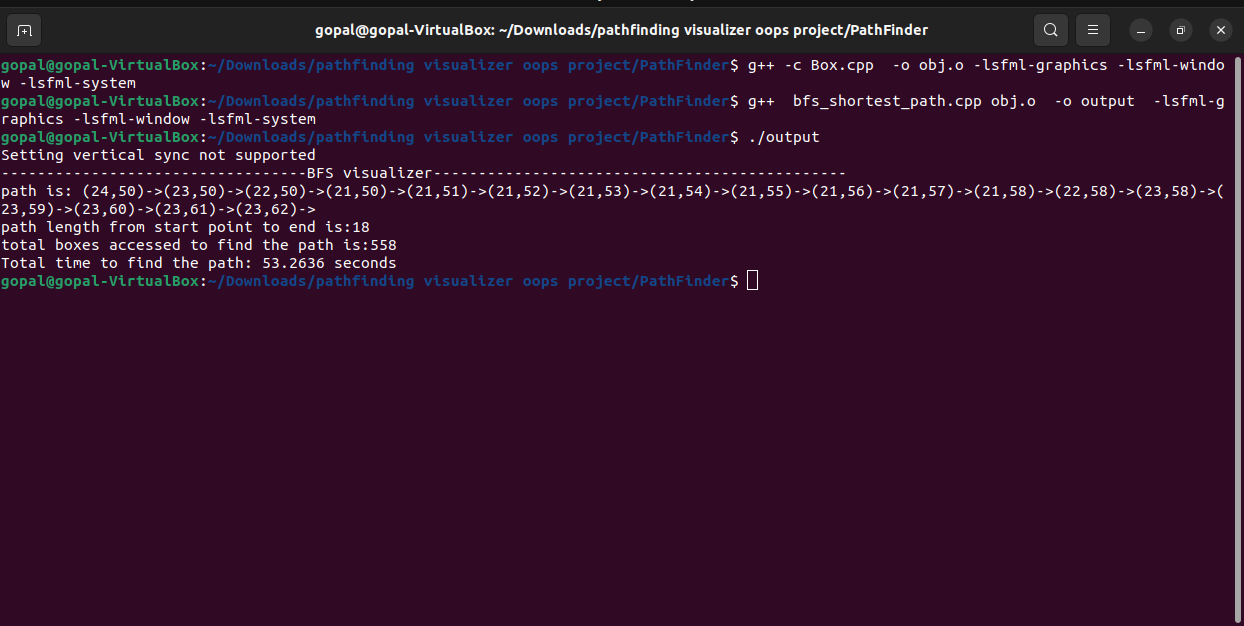 gopal@gopal-VirtualBox: ~/Downloads/pathfinding visualizer oops project/PathFinder
gopal@gopal-VirtualBox:~/Downloads/pathfinding visualizer oops project/PathFinder$ g++ -c Box.cpp  -o obj.o -lsfml-graphics -lsfml-windo
w -lsfml-system
gopal@gopal-VirtualBox:~/Downloads/pathfinding visualizer oops project/PathFinder$ g++  bfs_shortest_path.cpp obj.o  -o output  -lsfml-g
raphics -lsfml-window -lsfml-system
gopal@gopal-VirtualBox:~/Downloads/pathfinding visualizer oops project/PathFinder$ ./output
Setting vertical sync not supported
----------------------------------BFS visualizer----------------------------------------------
path is: (24,50)->(23,50)->(22,50)->(21,50)->(21,51)->(21,52)->(21,53)->(21,54)->(21,55)->(21,56)->(21,57)->(21,58)->(22,58)->(23,58)->(
23,59)->(23,60)->(23,61)->(23,62)->
path length from start point to end is:18
total boxes accessed to find the path is:558
Total time to find the path: 53.2636 seconds
gopal@gopal-VirtualBox:~/Downloads/pathfinding visualizer oops project/PathFinder$